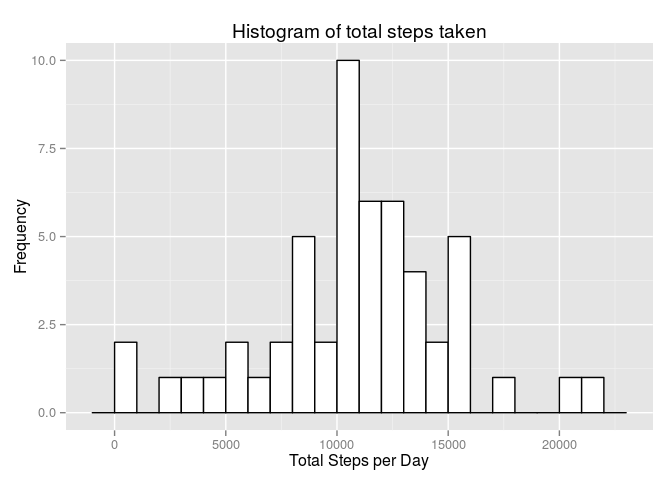 Histogram of total steps taken
10.0
7.5
5.0
2.5
0.0
Frequency
0 5000 10000 15000 20000
Total Steps per Day